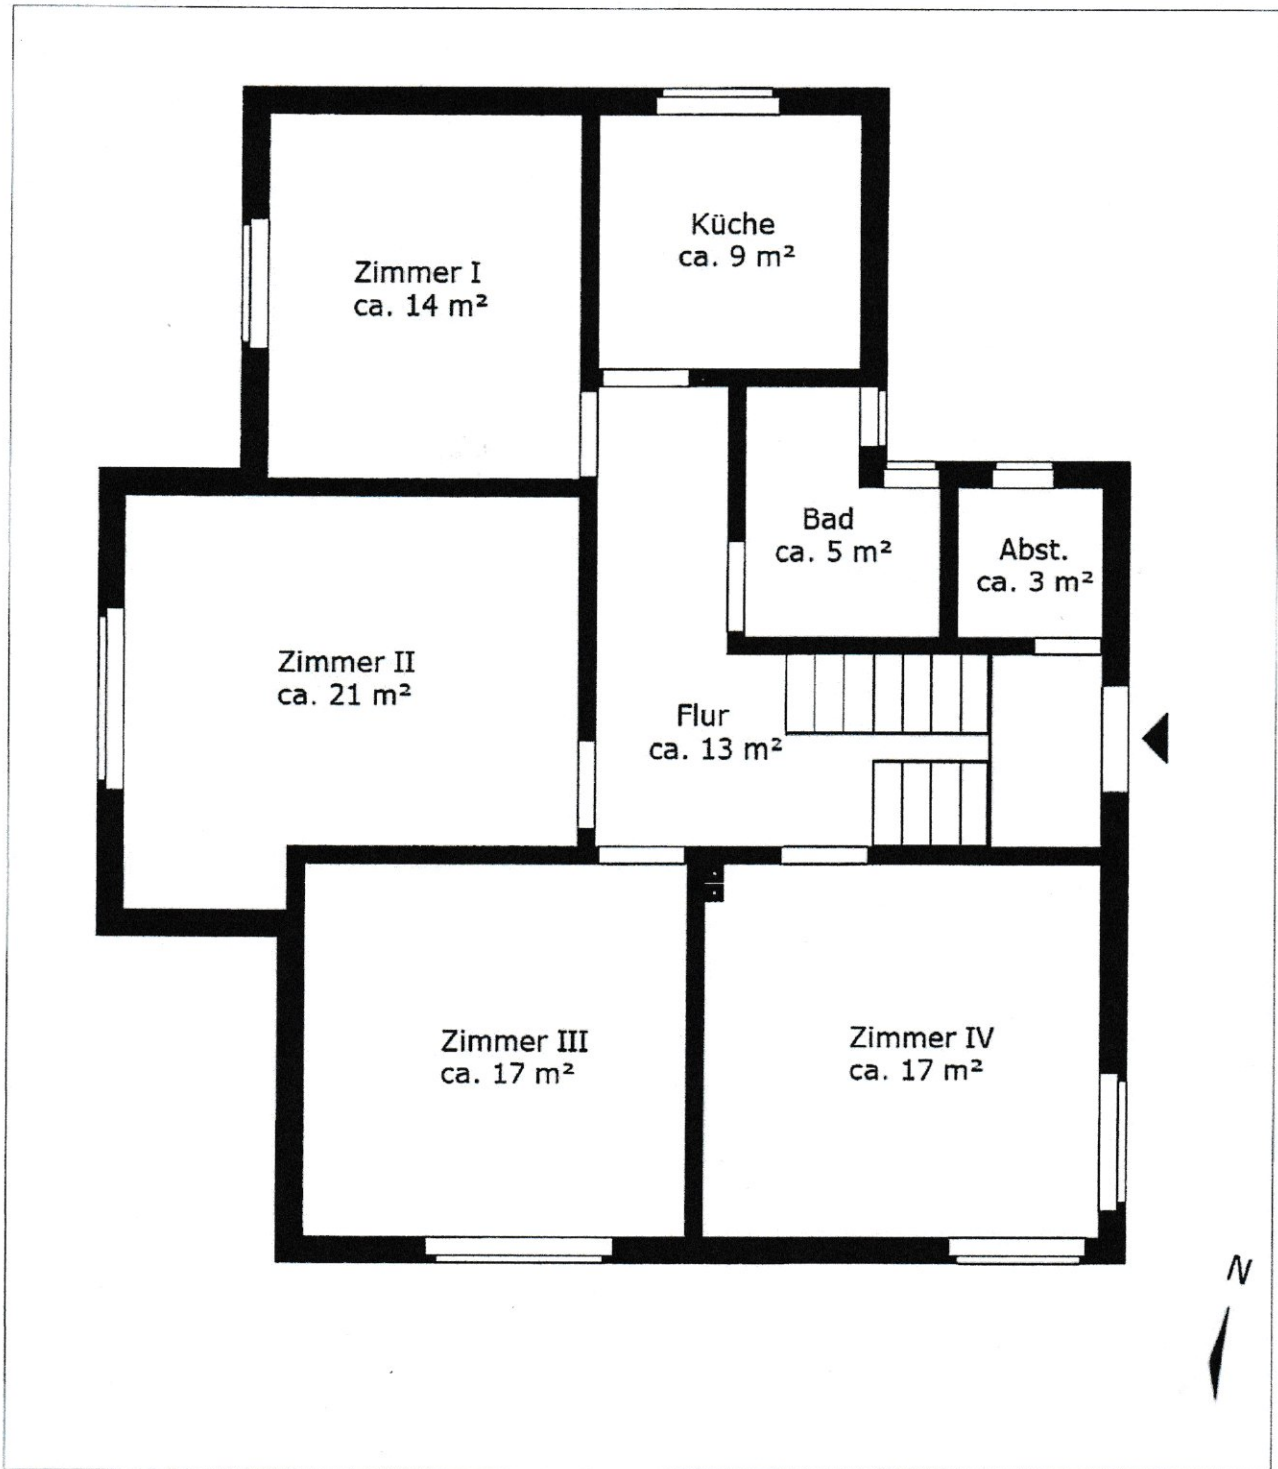 Küche
ca. 9 m²
Zimmer I
ca. 14 m²
Bad
ca. 5 m²
Abst.
ca. 3 m²
Zimmer II
ca. 21 m²
Flur
ca. 13 m²
Zimmer III
ca. 17 m²
Zimmer IV
ca. 17 m²
N